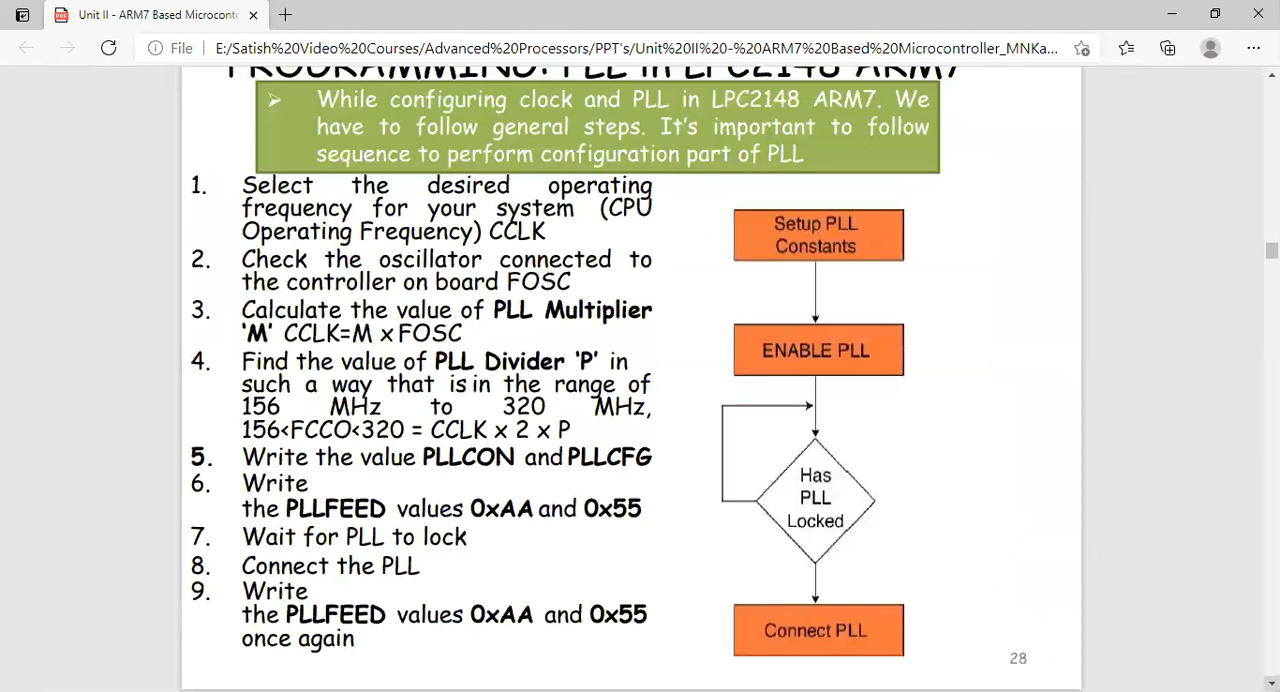 Unit II - ARM7 Based Microcontr
File
E:/Satish%20Video%20Courses/Advanced%20Processors/PPT's/Unit%20II%20-%20ARM7%20Based%20Microcontroller_MNKa...
PROGRAMMING: PLL in LPC2148 ARM7
While configuring clock and PLL in LPC2148 ARM7. We
have to follow general steps. It's important to follow
sequence to perform configuration part of PLL
1. Select the desired operating
frequency for your system (CPU
Operating Frequency) CCLK
2. Check the oscillator connected to
the controller on board FOSC
3. Calculate the value of PLL Multiplier
'M' CCLK=M x FOSC
4. Find the value of PLL Divider 'P' in
such a way that is in the range of
156 MHz to 320 MHz,
156<FCCO<320 = CCLK x 2 x P
5. Write the value PLLCON and PLLCFG
6. Write
the PLLFEED values 0xAA and 0x55
7. Wait for PLL to lock
8. Connect the PLL
9. Write
the PLLFEED values 0xAA and 0x55
once again
Setup PLL
Constants
ENABLE PLL
Has
PLL
Locked
Connect PLL
28